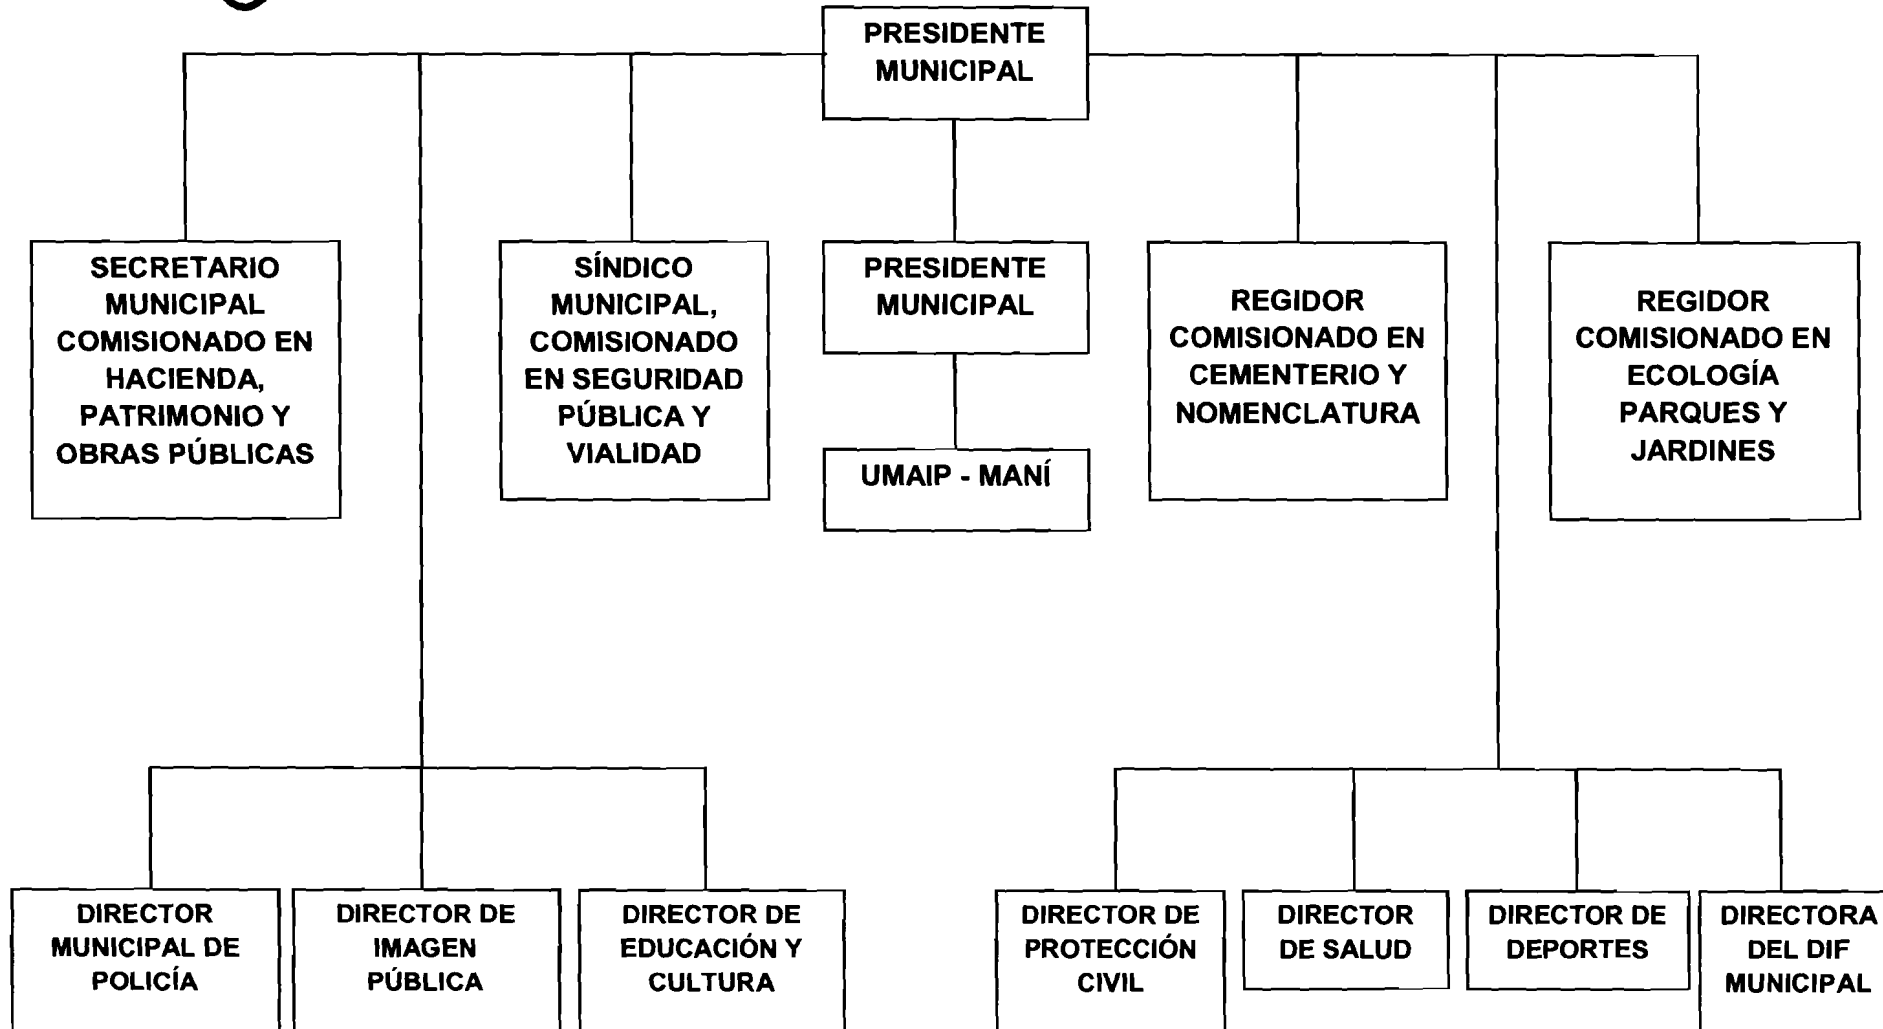 PRESIDENTE
MUNICIPAL
SECRETARIO
MUNICIPAL
COMISIONADO EN
HACIENDA,
PATRIMONIO Y
OBRAS PÚBLICAS
SÍNDICO
MUNICIPAL,
COMISIONADO
EN SEGURIDAD
PÚBLICA Y
VIALIDAD
PRESIDENTE
MUNICIPAL
UMAIP - MANÍ
REGIDOR
COMISIONADO EN
CEMENTERIO Y
NOMENCLATURA
REGIDOR
COMISIONADO EN
ECOLOGÍA
PARQUES Y
JARDINES
DIRECTOR
MUNICIPAL DE
POLICÍA
DIRECTOR DE
IMAGEN
PÚBLICA
DIRECTOR DE
EDUCACIÓN Y
CULTURA
DIRECTOR DE
PROTECCIÓN
CIVIL
DIRECTOR
DE SALUD
DIRECTOR DE
DEPORTES
DIRECTORA
DEL DIF
MUNICIPAL